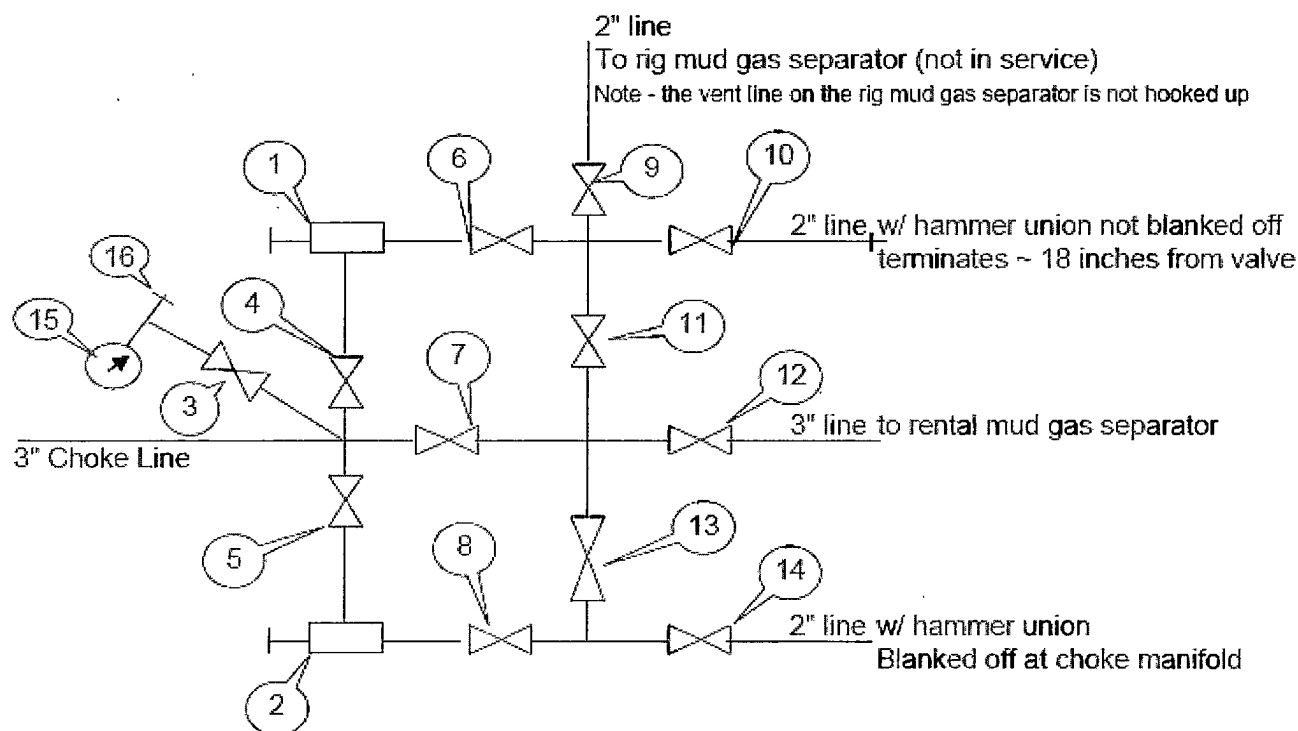 2" line
To rig mud gas separator (not in service)
Note - the vent line on the rig mud gas separator is not hooked up
1
6
9
10
2" line w/ hammer union not blanked off
terminates ~ 18 inches from valve
16
4
15
11
7
12
3
3" line to rental mud gas separator
3" Choke Line
5
8
13
14
2" line w/ hammer union
Blanked off at choke manifold
2